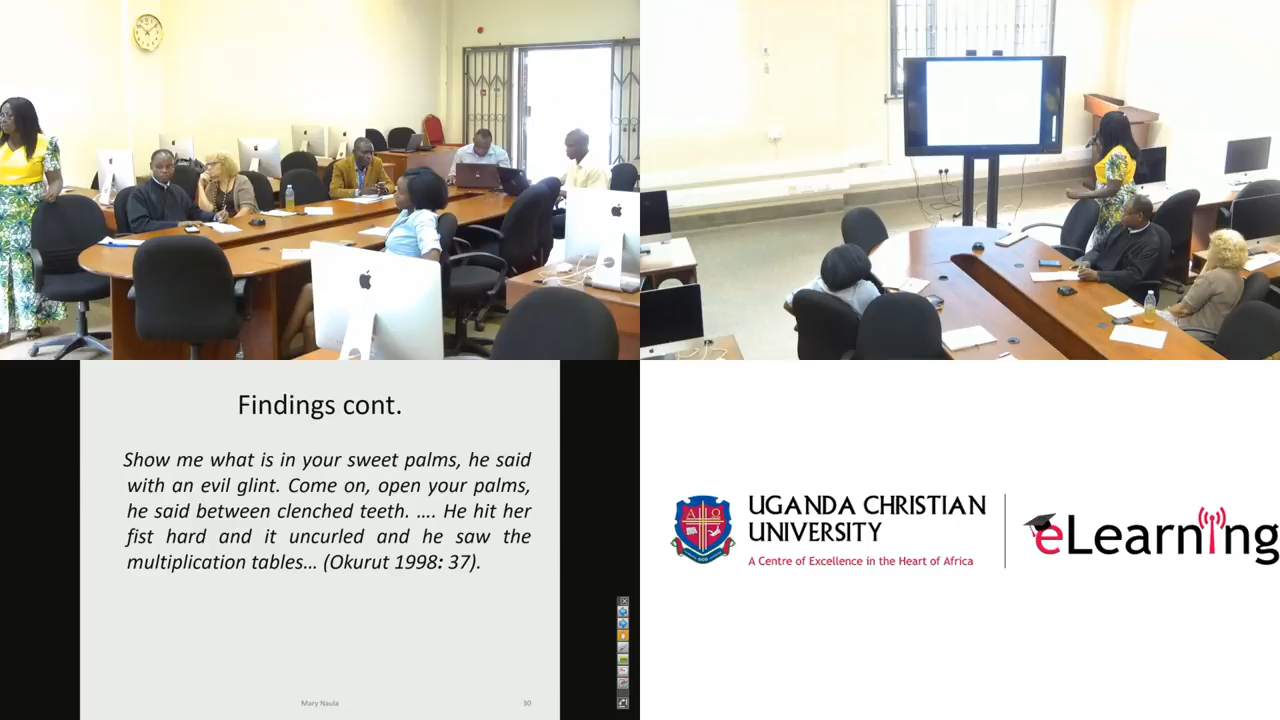 Findings cont.
Show me what is in your sweet palms, he said
with an evil glint. Come on, open your palms,
he said between clenched teeth. .... He hit her
fist hard and it uncurled and he saw the
multiplication tables... (Okurut 1998: 37).
Mary Naula
30
UGANDA CHRISTIAN
UNIVERSITY
A Centre of Excellence in the Heart of Africa
eLearning